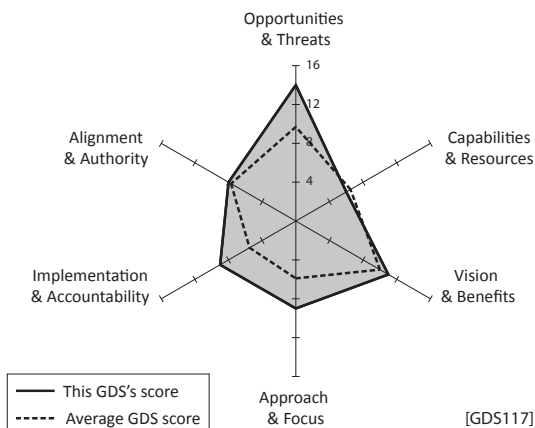 Opportunities
& Threats
16
12
8
4
Alignment
& Authority
Capabilities
& Resources
Implementation
& Accountability
Vision
& Benefits
Approach
& Focus
This GDS's score
Average GDS score
[GDS117]